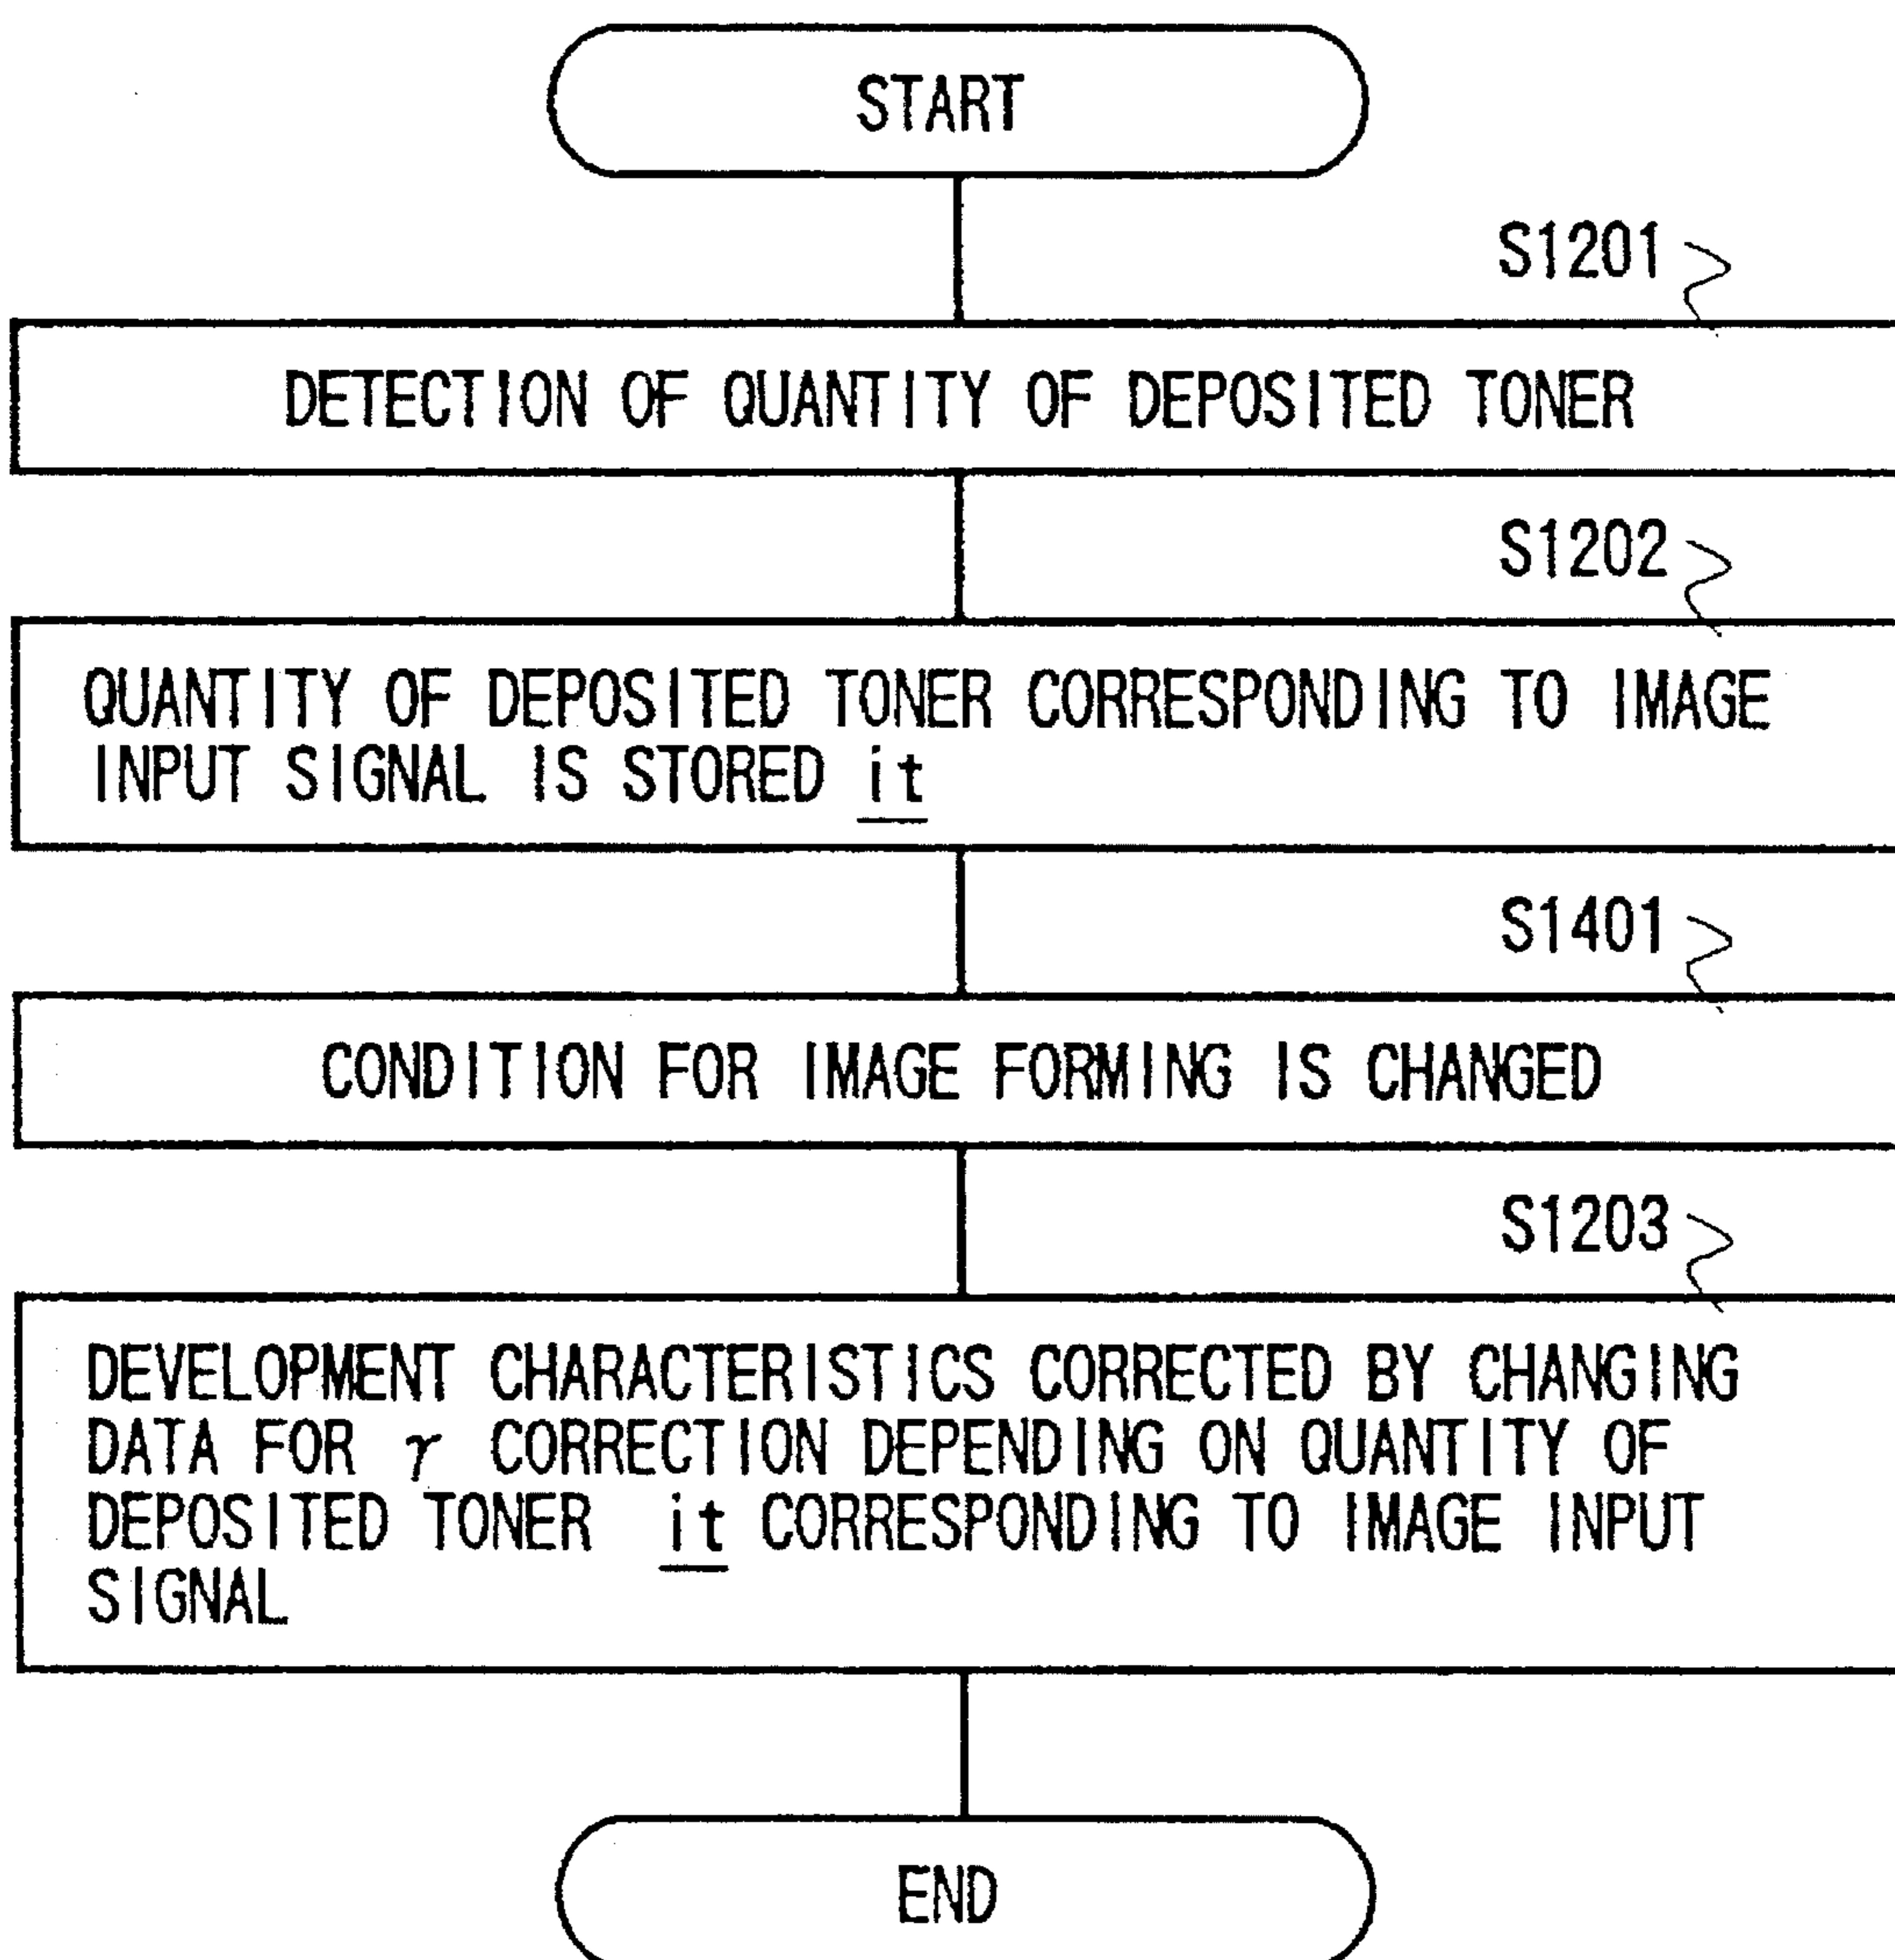 START
S1201
DETECTION OF QUANTITY OF DEPOSITED TONER
S1202
QUANTITY OF DEPOSITED TONER CORRESPONDING TO IMAGE
INPUT SIGNAL IS STORED it
S1401
CONDITION FOR IMAGE FORMING IS CHANGED
S1203
DEVELOPMENT CHARACTERISTICS CORRECTED BY CHANGING
DATA FOR γ CORRECTION DEPENDING ON QUANTITY OF
DEPOSITED TONER it CORRESPONDING TO IMAGE INPUT
SIGNAL
END